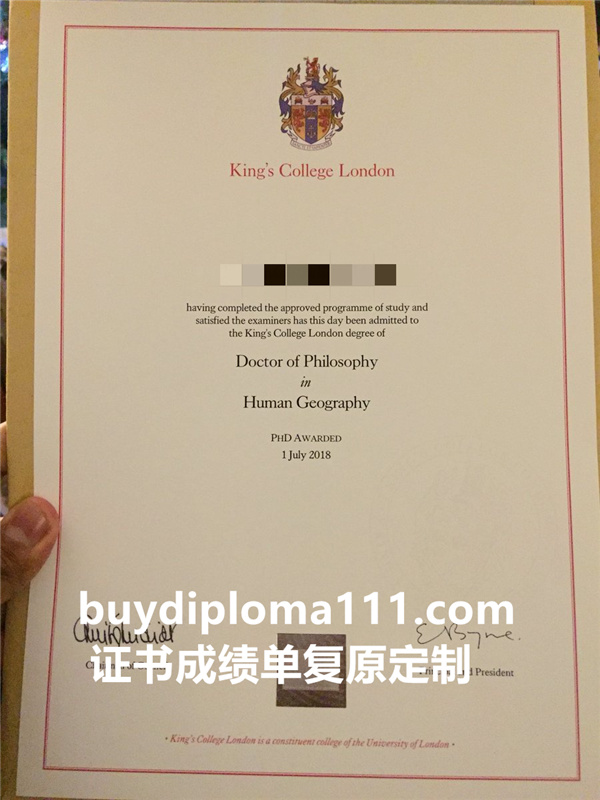 King's College London
having completed the approved programme of study and
satisfied the examiners has this day been admitted to
the King's College London degree of
Doctor of Philosophy
in
Human Geography
PHD AWARDED
1 July 2018
buydiploma111.com
E Byrne.
证书成绩单复原定制
and President
• King's College London is a constituent college of the University of London •